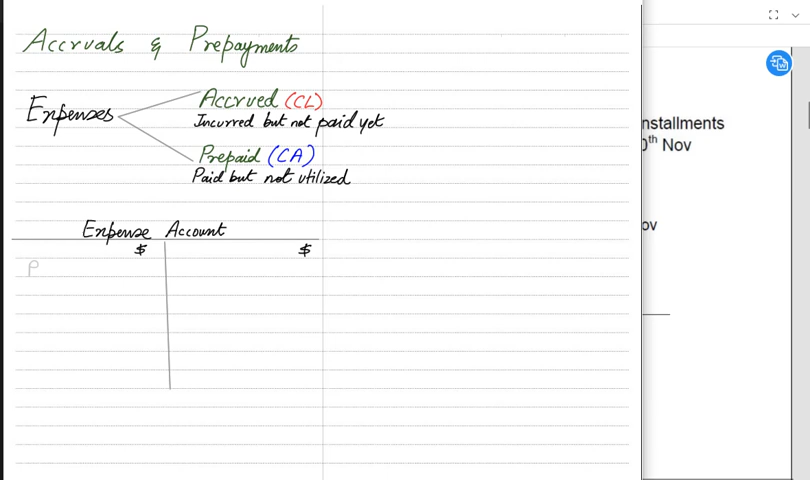 Accruals & Prepayments
Expenses
Accrued (CL)
Incurred but not paid yet
Prepaid (CA)
Paid but not utilized
Expense Account
$ $
P
nstallments
0th Nov
ov